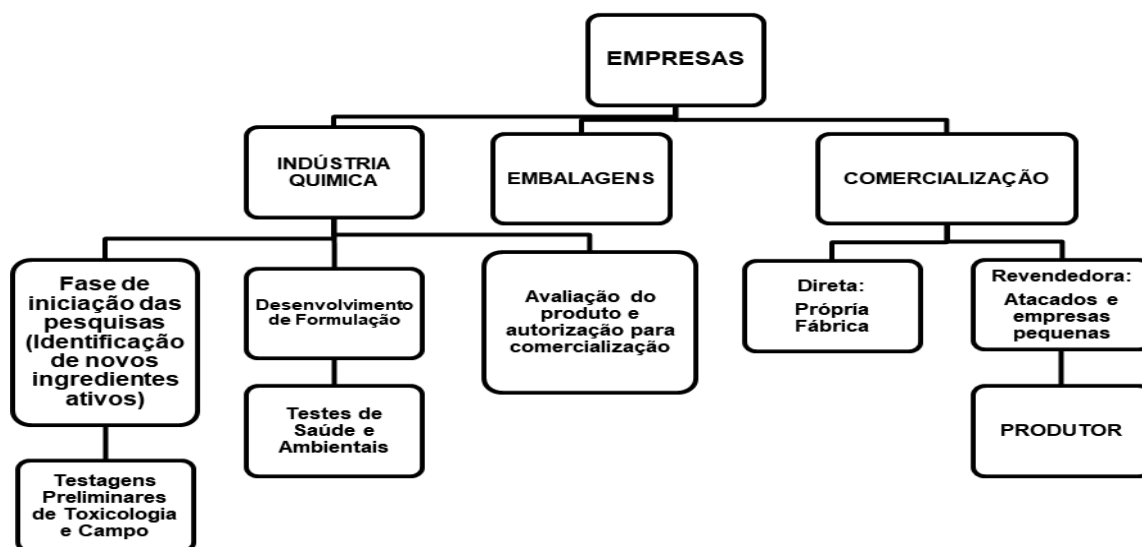 EMPRESAS
INDÚSTRIA
QUIMICA
EMBALAGENS
COMERCIALIZAÇÃO
Fase de
iniciação das
pesquisas
(Identificação
de novos
ingredientes
ativos)
Desenvolvimento
de Formulação
Avaliação do
produto e
autorização para
comercialização
Direta:
Própria
Fábrica
Revendedora:
Atacados e
empresas
pequenas
Testes de
Saúde e
Ambientais
PRODUTOR
Testagens
Preliminares
de Toxicologia
e Campo